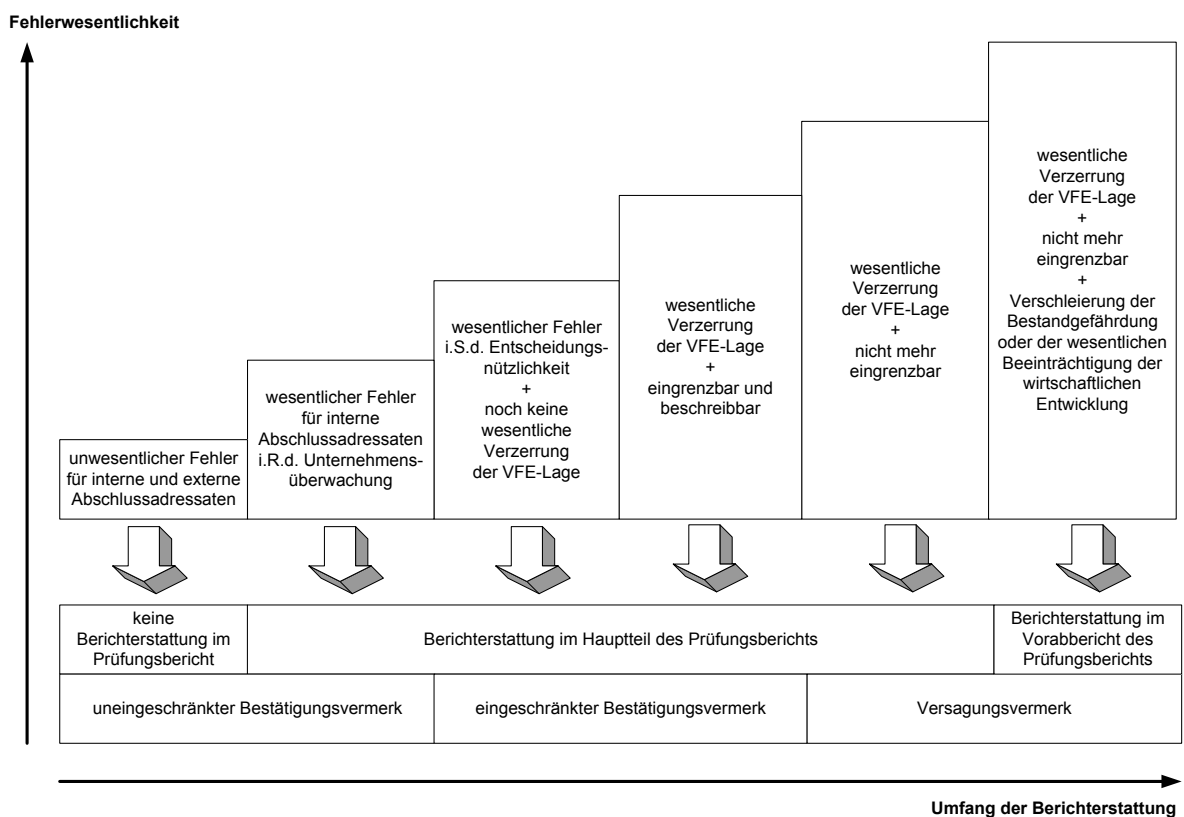 Fehlerwesentlichkeit
unwesentlicher Fehler
für interne und externe
Abschlussadressaten
wesentlicher Fehler
für interne
Abschlussadressaten
i.R.d. Unternehmens-
überwachung
wesentlicher Fehler
i.S.d. Entscheidungs-
nützlichkeit
+
noch keine
wesentliche
Verzerrung
der VFE-Lage
wesentliche
Verzerrung
der VFE-Lage
+
eingrenzbar und
beschreibbar
wesentliche
Verzerrung
der VFE-Lage
+
nicht mehr
eingrenzbar
wesentliche
Verzerrung
der VFE-Lage
+
nicht mehr
eingrenzbar
+
Verschleierung der
Bestandgefährdung
oder der wesentlichen
Beeinträchtigung der
wirtschaftlichen
Entwicklung
keine
Berichterstattung im
Prüfungsbericht
Berichterstattung im Hauptteil des Prüfungsberichts
Berichterstattung im
Vorabbericht des
Prüfungsberichts
uneingeschränkter Bestätigungsvermerk
eingeschränkter Bestätigungsvermerk
Versagungsvermerk
Umfang der Berichterstattung